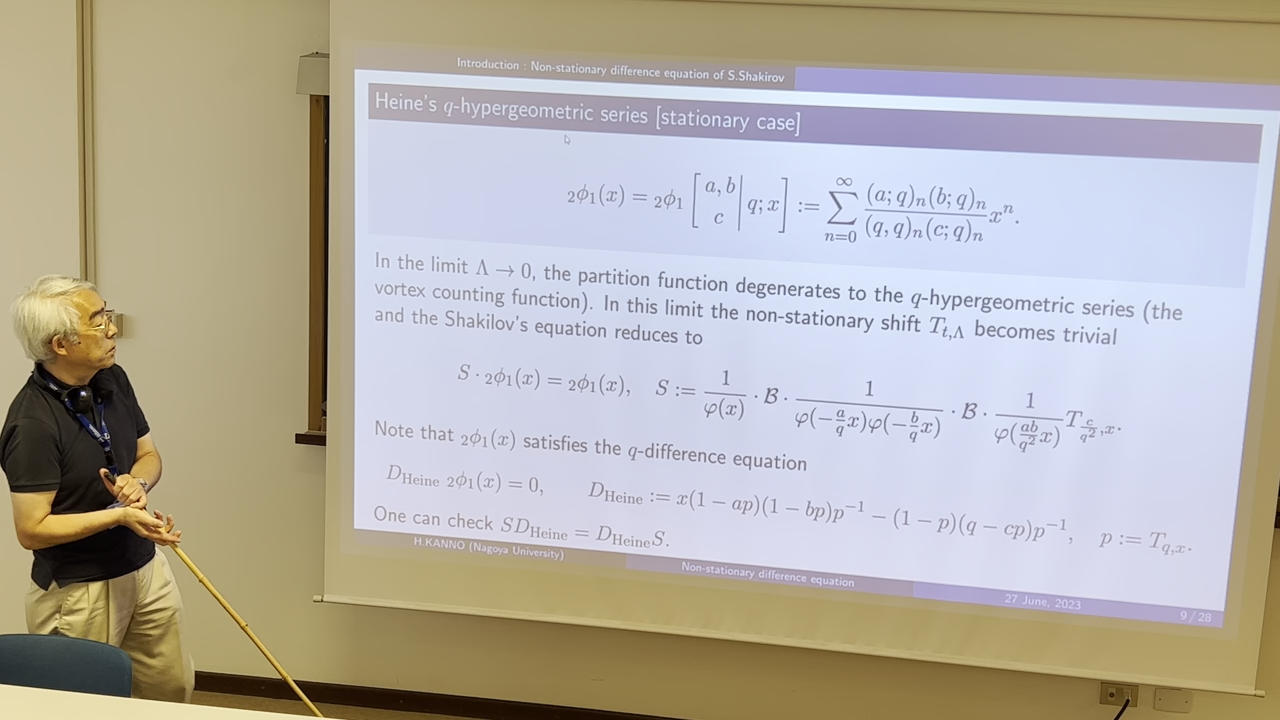 Introduction : Non-stationary difference equation of S.Shakirov
Heine's q-hypergeometric series [stationary case]
₂ϕ₁(x) = ₂ϕ₁ [a, b / c | q; x] := ∑_{n=0}^{∞} (a; q)ₙ(b; q)ₙ / (q, q)ₙ(c; q)ₙ xⁿ.
In the limit Λ → 0, the partition function degenerates to the q-hypergeometric series (the
vortex counting function). In this limit the non-stationary shift T_{t,Λ} becomes trivial
and the Shakilov's equation reduces to
S · ₂ϕ₁(x) = ₂ϕ₁(x), S := 1/φ(x) · ℬ · 1/(φ(−a/q x)φ(−b/q x)) · ℬ · 1/φ(ab/q² x) T_{c/q²,x}.
Note that ₂ϕ₁(x) satisfies the q-difference equation
D_Heine ₂ϕ₁(x) = 0, D_Heine := x(1 − ap)(1 − bp)p⁻¹ − (1 − p)(q − cp)p⁻¹, p := T_{q,x}.
One can check SD_Heine = D_Heine S.
H.KANNO (Nagoya University)
Non-stationary difference equation
27 June, 2023
9 / 28